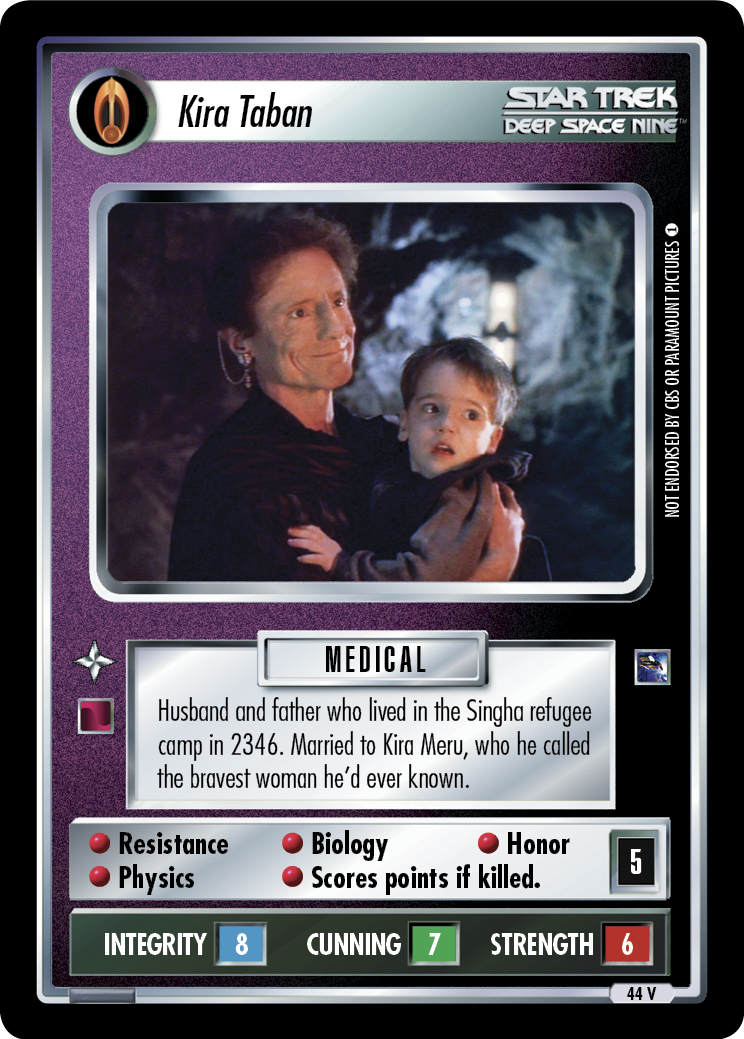 Kira Taban
STAR TREK
DEEP SPACE NINE™
NOT ENDORSED BY CBS OR PARAMOUNT PICTURES 1
MEDICAL
Husband and father who lived in the Singha refugee
camp in 2346. Married to Kira Meru, who he called
the bravest woman he’d ever known.
Resistance Biology Honor
Physics Scores points if killed.
5
INTEGRITY 8 CUNNING 7 STRENGTH 6
44 V